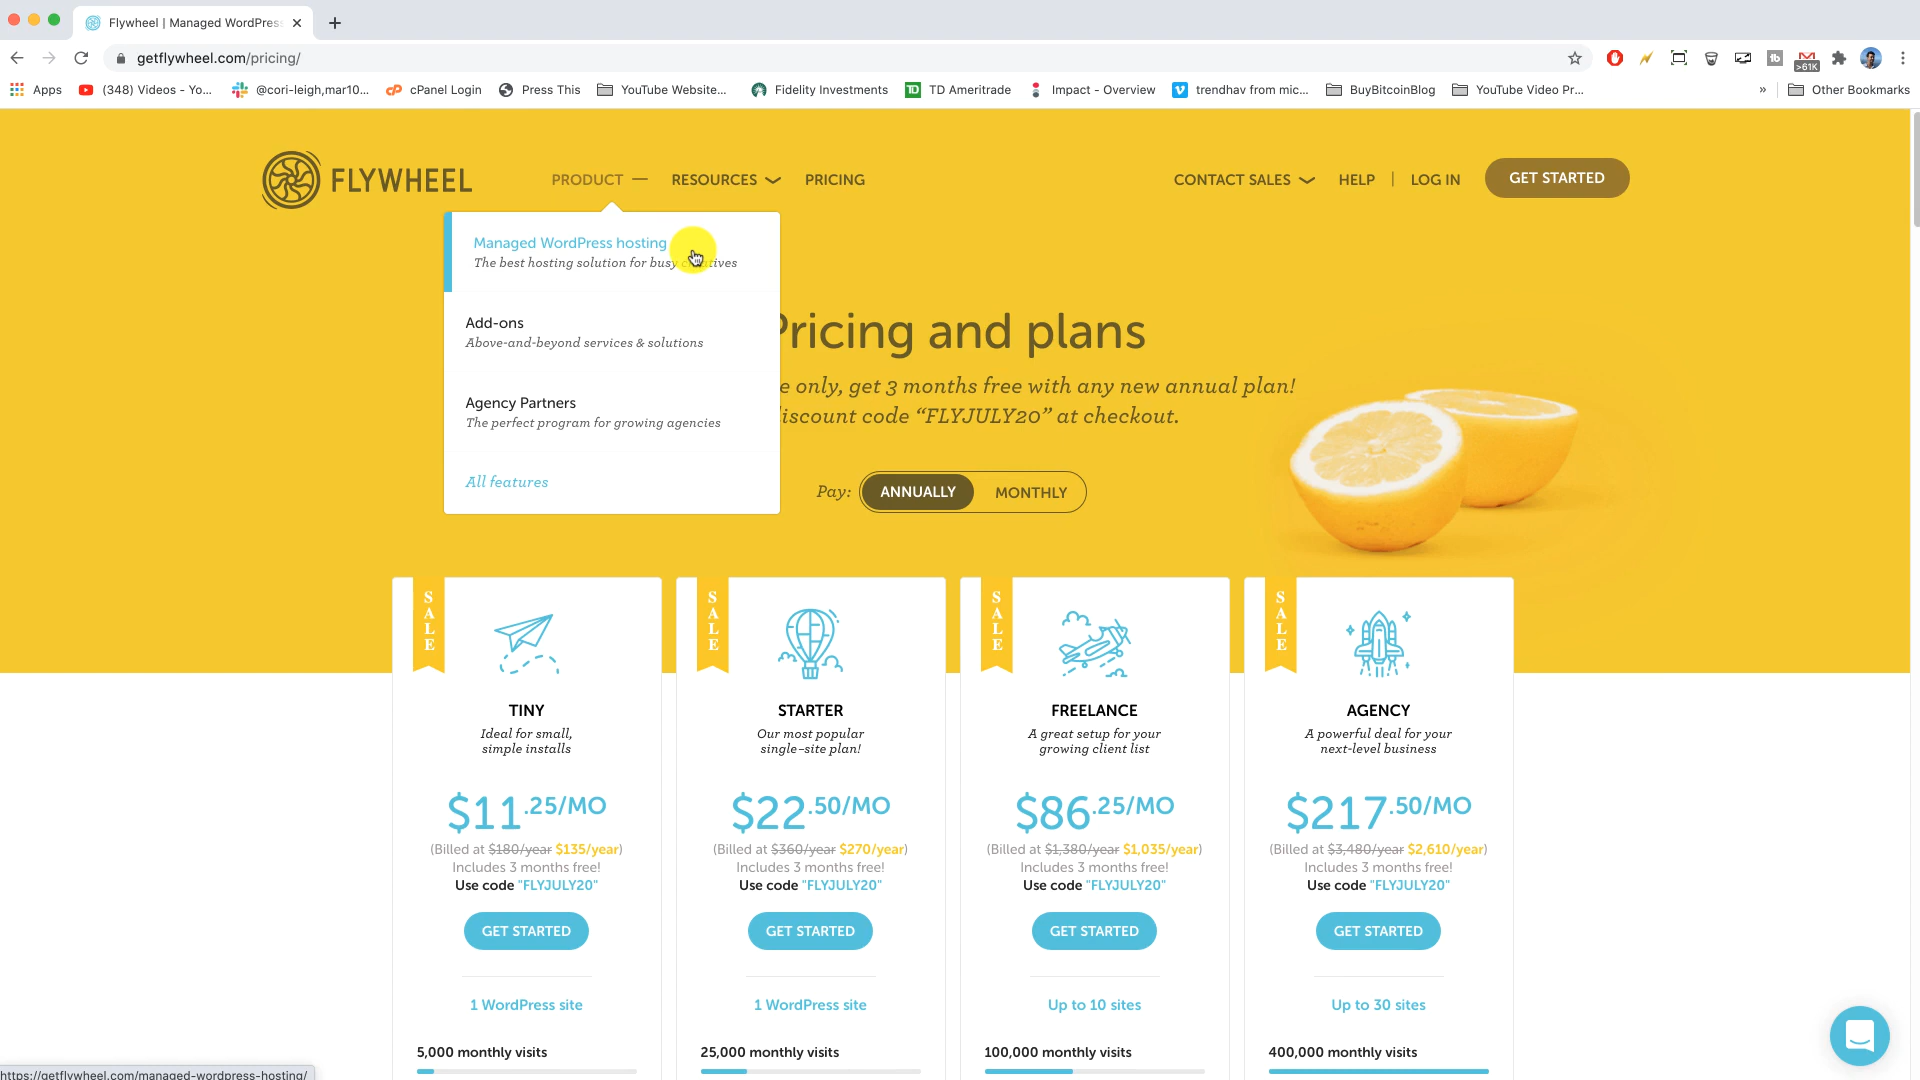 Flywheel | Managed WordPres
getflywheel.com/pricing/
>61K
Apps
(348) Videos - Yo...
@cori-leigh,mar10...
cPanel Login
Press This
YouTube Website...
Fidelity Investments
TD Ameritrade
Impact - Overview
trendhav from mic...
BuyBitcoinBlog
YouTube Video Pr...
»
Other Bookmarks
FLYWHEEL
PRODUCT
RESOURCES
PRICING
CONTACT SALES
HELP
|
LOG IN
GET STARTED
Managed WordPress hosting
The best hosting solution for busy
Add-ons
Above-and-beyond services & solutions
Agency Partners
The perfect program for growing agencies
All features
Pricing and plans
e only, get 3 months free with any new annual plan!
iscount code “FLYJULY20” at checkout.
Pay:
ANNUALLY
MONTHLY
SALE
TINY
Ideal for small,
simple installs
$11.25/MO
(Billed at $180/year $135/year)
Includes 3 months free!
Use code "FLYJULY20"
GET STARTED
1 WordPress site
5,000 monthly visits
SALE
STARTER
Our most popular
single-site plan!
$22.50/MO
(Billed at $360/year $270/year)
Includes 3 months free!
Use code "FLYJULY20"
GET STARTED
1 WordPress site
25,000 monthly visits
SALE
FREELANCE
A great setup for your
growing client list
$86.25/MO
(Billed at $1,380/year $1,035/year)
Includes 3 months free!
Use code "FLYJULY20"
GET STARTED
Up to 10 sites
100,000 monthly visits
SALE
AGENCY
A powerful deal for your
next-level business
$217.50/MO
(Billed at $3,480/year $2,610/year)
Includes 3 months free!
Use code "FLYJULY20"
GET STARTED
Up to 30 sites
400,000 monthly visits
https://getflywheel.com/managed-wordpress-hosting/